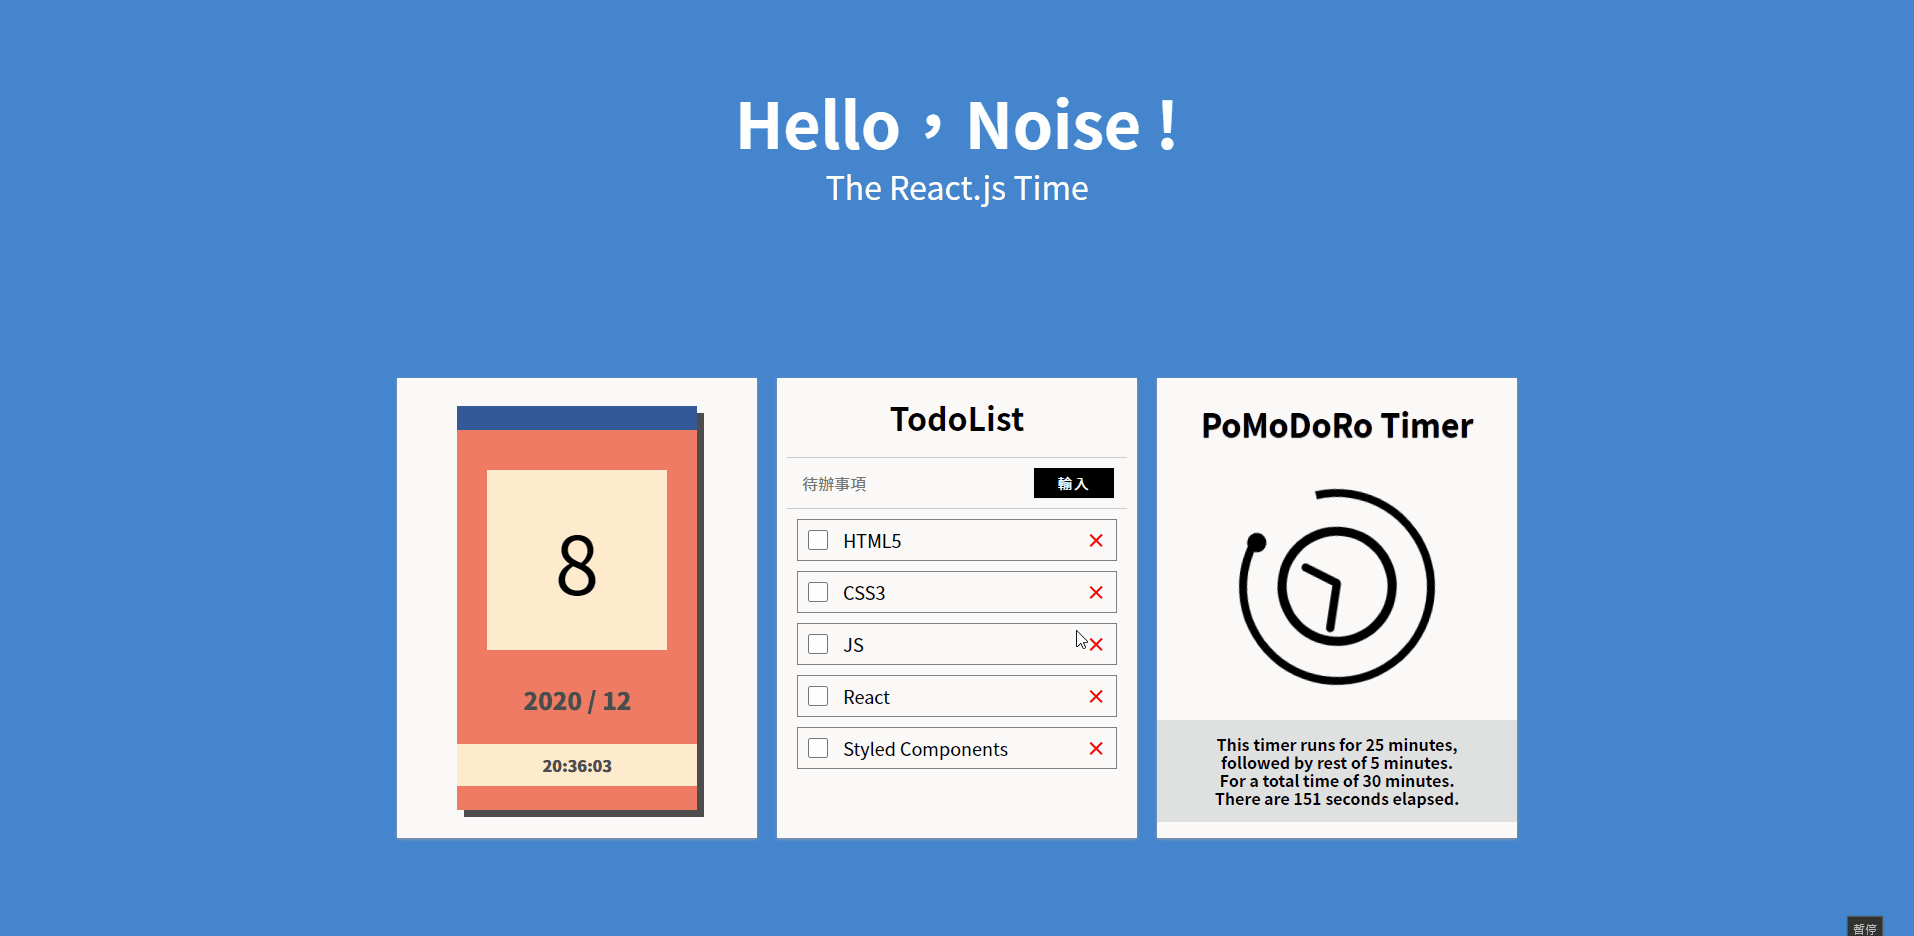 Hello，Noise !
The React.js Time
8
2020 / 12
20:36:03
TodoList
待辦事項
輸入
HTML5
CSS3
JS
React
Styled Components
PoMoDoRo Timer
This timer runs for 25 minutes,
followed by rest of 5 minutes.
For a total time of 30 minutes.
There are 151 seconds elapsed.
暫停